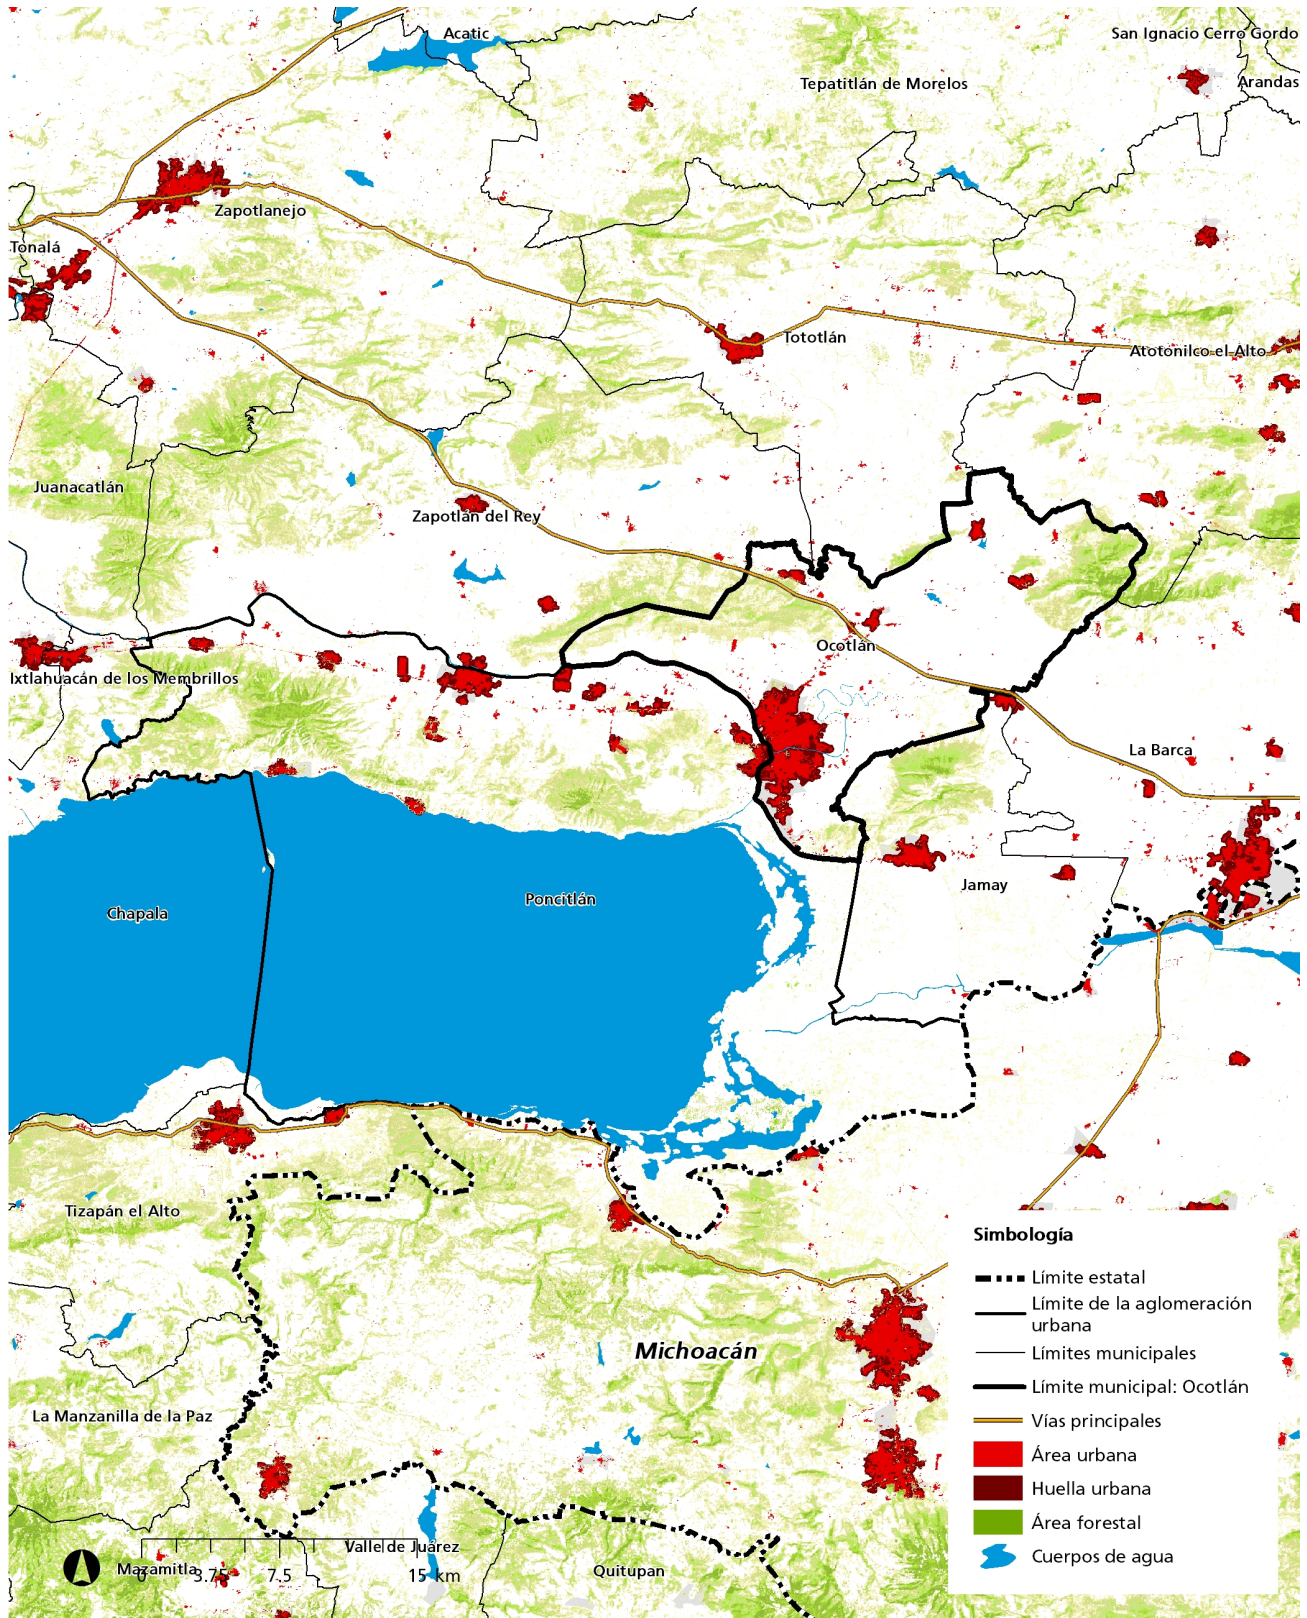 Acatic
San Ignacio Cerro Gordo
Tepatitlán de Morelos
Arandas
Zapotlanejo
Tonalá
Tototlán
Atotonilco el Alto
Juanacatlán
Zapotlán del Rey
Ocotlán
Ixtlahuacán de los Membrillos
La Barca
Jamay
Poncitlán
Chapala
Tizapán el Alto
Michoacán
La Manzanilla de la Paz
Valle de Juárez
Mazamitla
Quitupan
0 3.75 7.5 15 km
Simbología
Límite estatal
Límite de la aglomeración
urbana
Límites municipales
Límite municipal: Ocotlán
Vías principales
Área urbana
Huella urbana
Área forestal
Cuerpos de agua